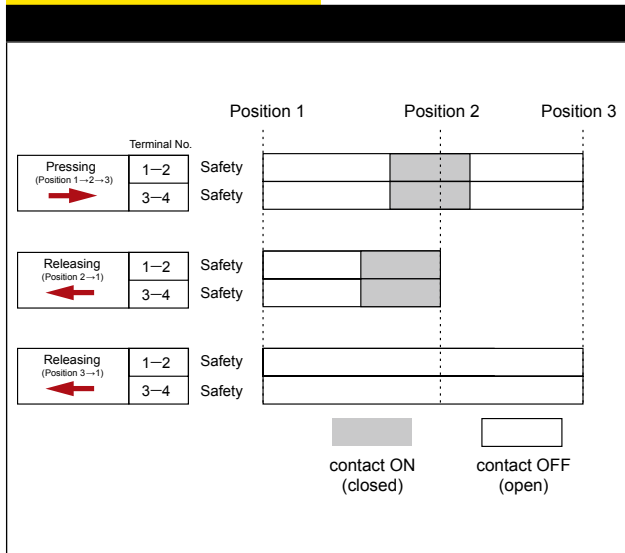 Position 1 Position 2 Position 3
Terminal No.
Pressing
(Position 1→2→3)
1—2 Safety
3—4 Safety
Releasing
(Position 2→1)
1—2 Safety
3—4 Safety
Releasing
(Position 3→1)
1—2 Safety
3—4 Safety
contact ON
(closed)
contact OFF
(open)